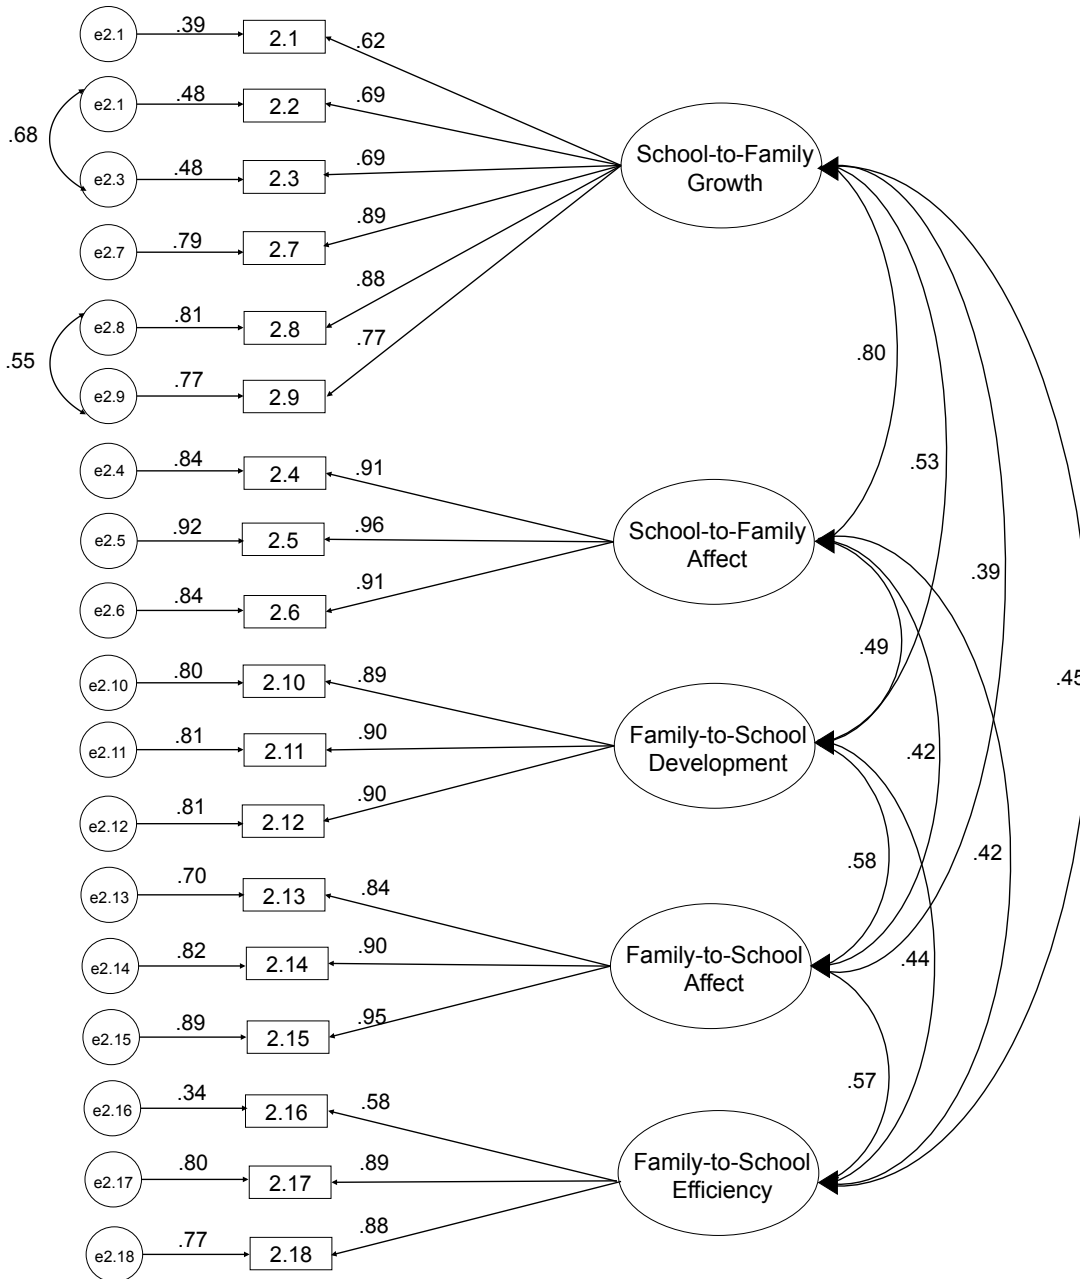 e2.1 .39 2.1 .62
e2.1 .48 2.2 .69
.68
e2.3 .48 2.3 .69
School-to-Family
Growth
e2.7 .79 2.7 .89
e2.8 .81 2.8 .88
.55
e2.9 .77 2.9 .77
.80
.53
.39
.45
e2.4 .84 2.4 .91
e2.5 .92 2.5 .96
School-to-Family
Affect
e2.6 .84 2.6 .91
.49
.42
.42
e2.10 .80 2.10 .89
e2.11 .81 2.11 .90
Family-to-School
Development
e2.12 .81 2.12 .90
.58
.44
e2.13 .70 2.13 .84
e2.14 .82 2.14 .90
Family-to-School
Affect
e2.15 .89 2.15 .95
.57
e2.16 .34 2.16 .58
e2.17 .80 2.17 .89
Family-to-School
Efficiency
e2.18 .77 2.18 .88